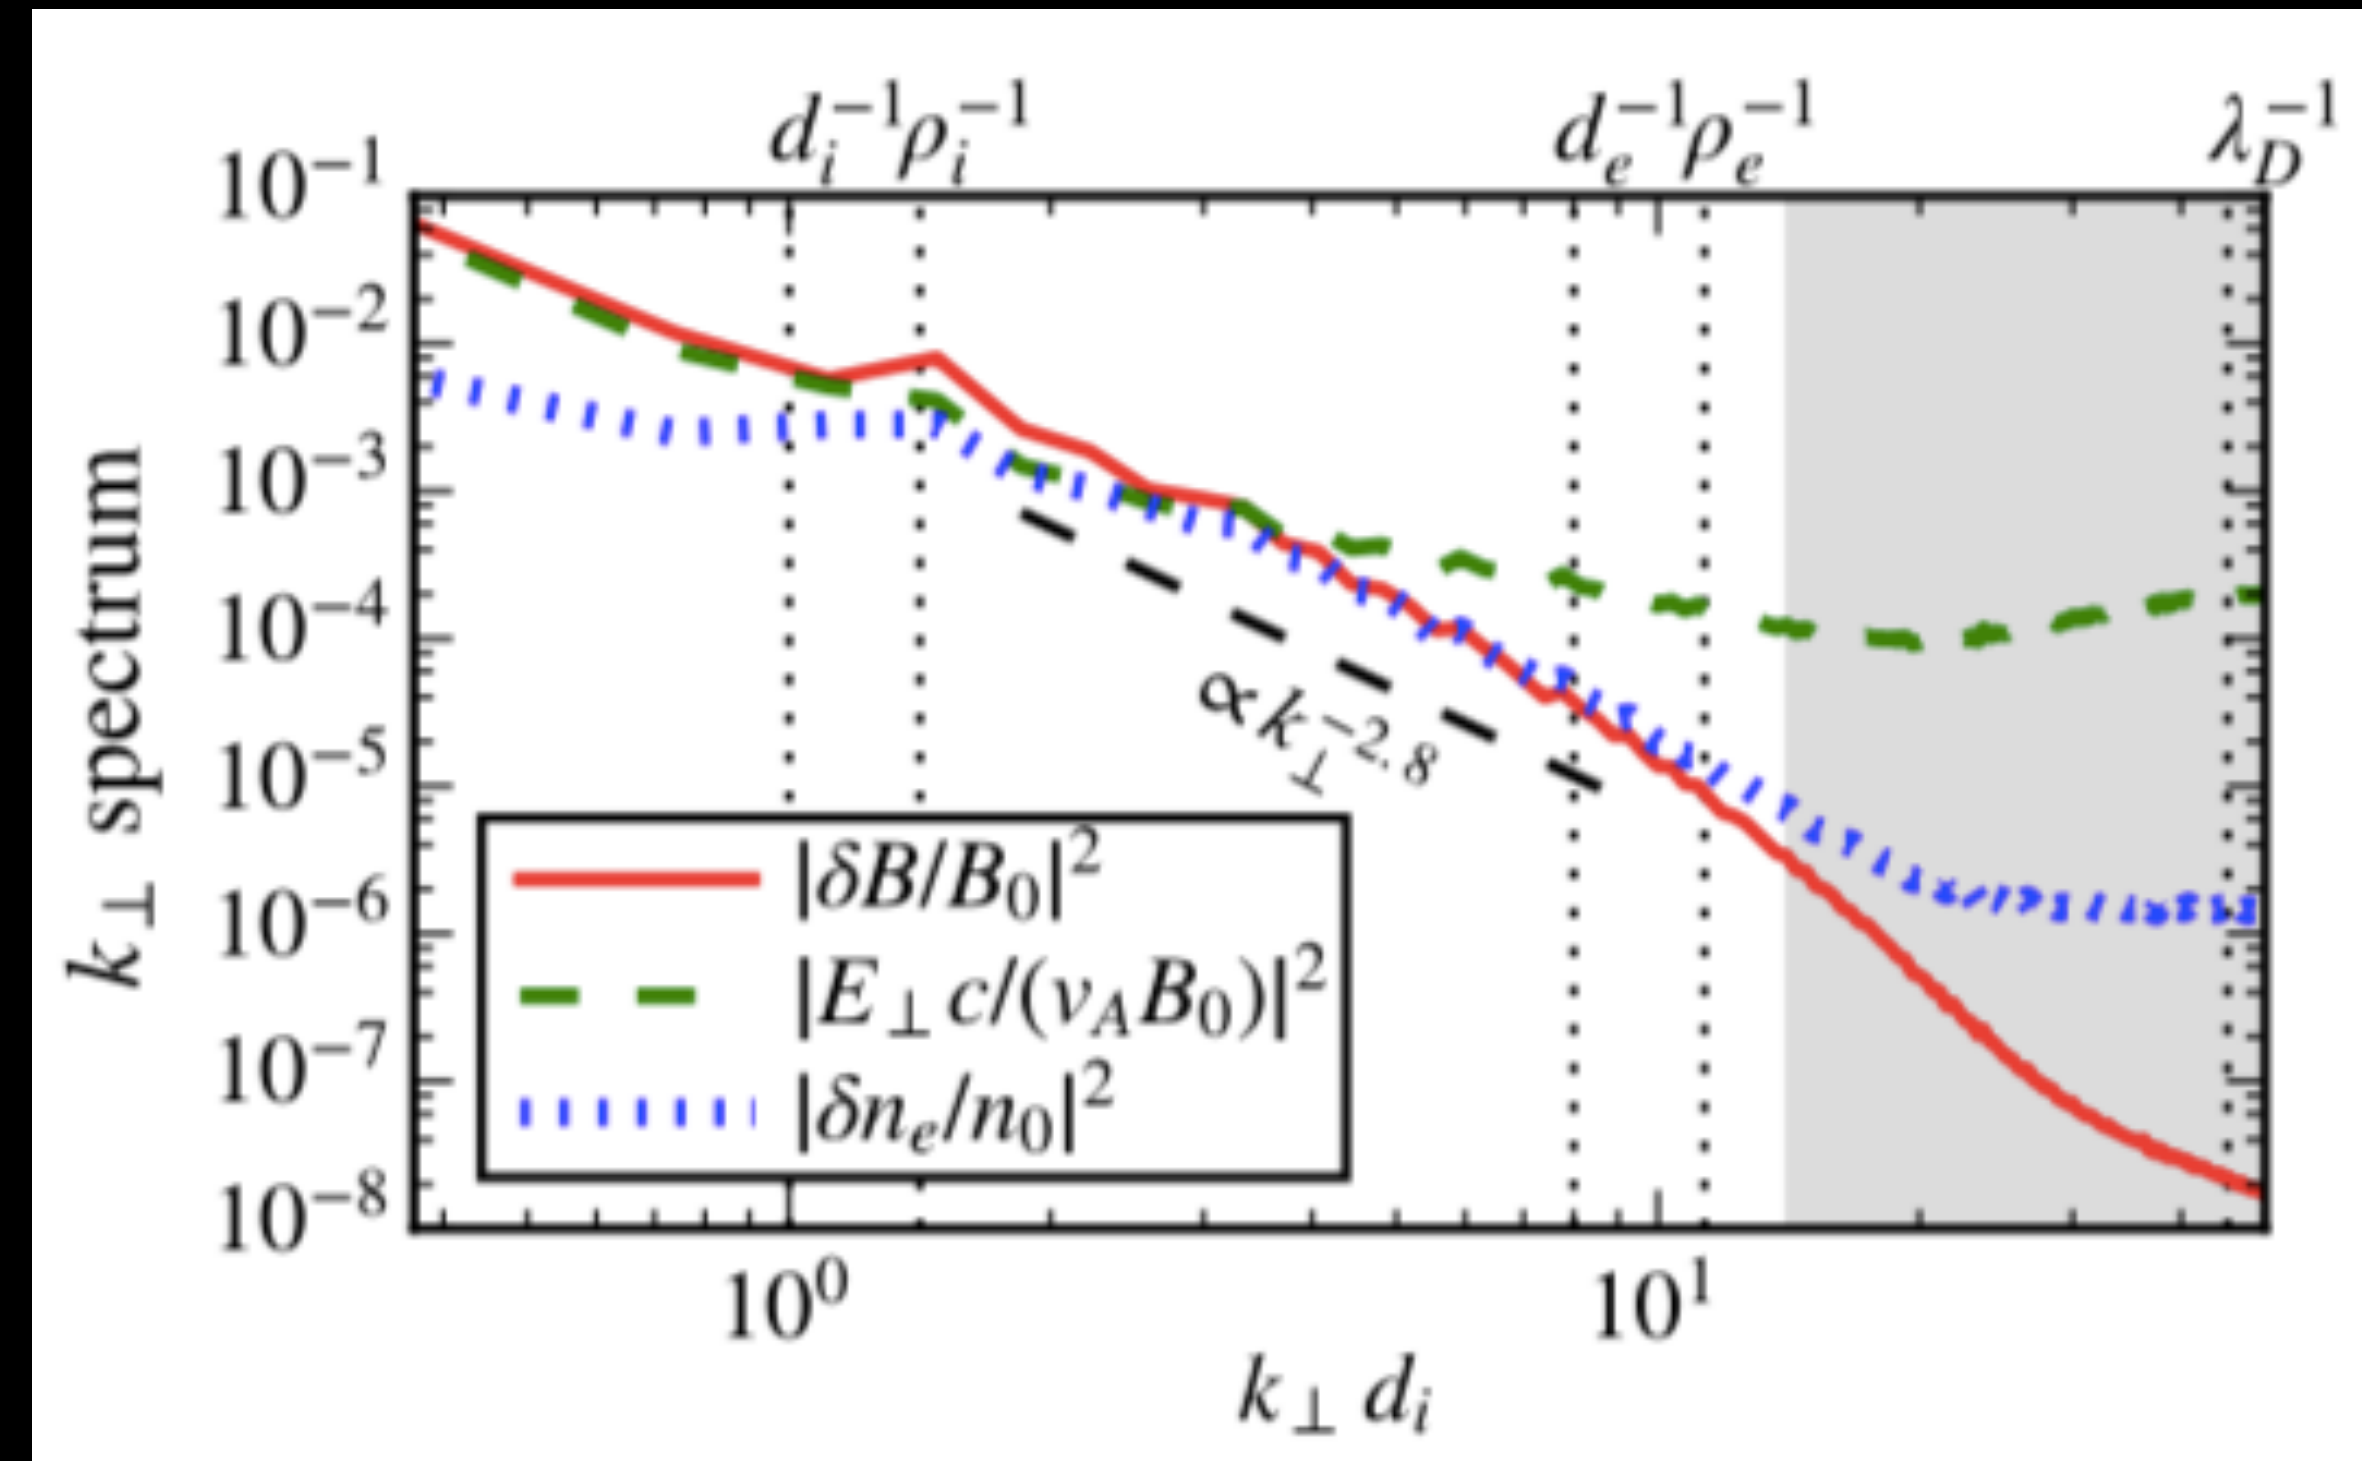 d_i^{-1} ρ_i^{-1} d_e^{-1} ρ_e^{-1} λ_D^{-1}
10^{-1}
10^{-2}
10^{-3}
10^{-4}
10^{-5}
10^{-6}
10^{-7}
10^{-8}
k_⊥ spectrum
∝k_⊥^{-2.8}
|δB/B_0|^2
|E_⊥c/(v_A B_0)|^2
|δn_e/n_0|^2
10^0 10^1
k_⊥ d_i